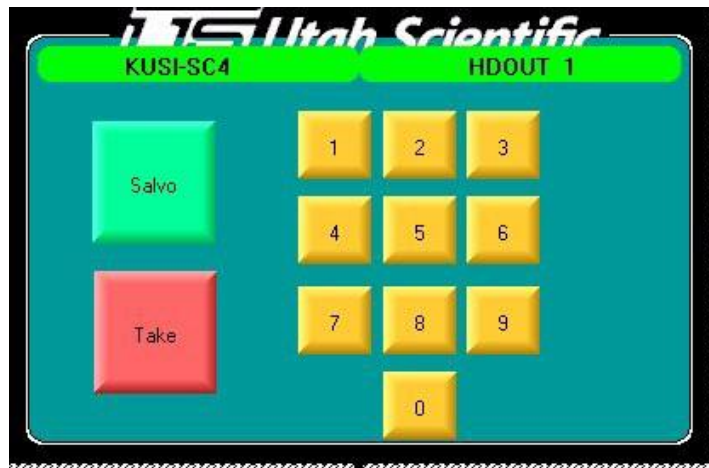 Utah Scientific
KUSI-SC4 HDOUT 1
Salvo
Take
1 2 3
4 5 6
7 8 9
0